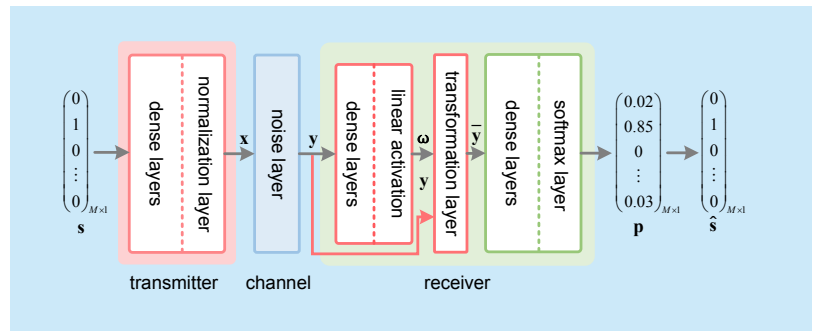 0
1
0
⋮
0
M×1
s
dense layers
normalization layer
transmitter
x
noise layer
channel
y
dense layers
linear activation
ω
y
transformation layer
ȳ
dense layers
softmax layer
receiver
0.02
0.85
0
⋮
0.03
M×1
p
0
1
0
⋮
0
M×1
ŝ